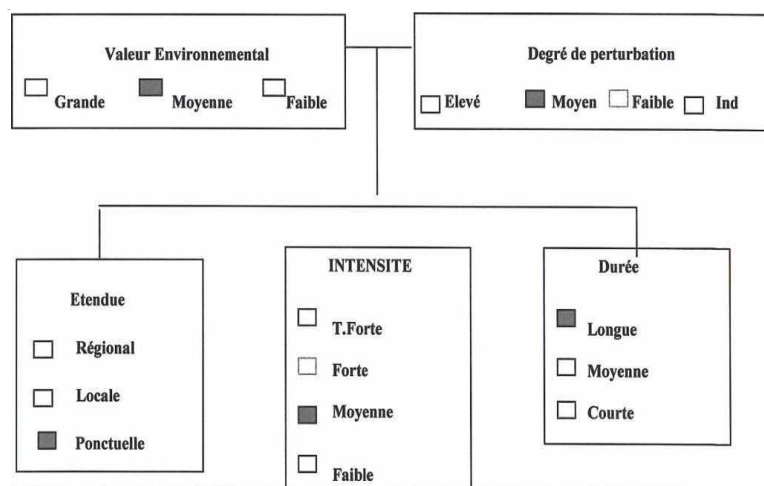 Valeur Environnemental
Grande Moyenne Faible
Degré de perturbation
Elevé Moyen Faible Ind
Etendue
Régional
Locale
Ponctuelle
INTENSITE
T.Forte
Forte
Moyenne
Faible
Durée
Longue
Moyenne
Courte